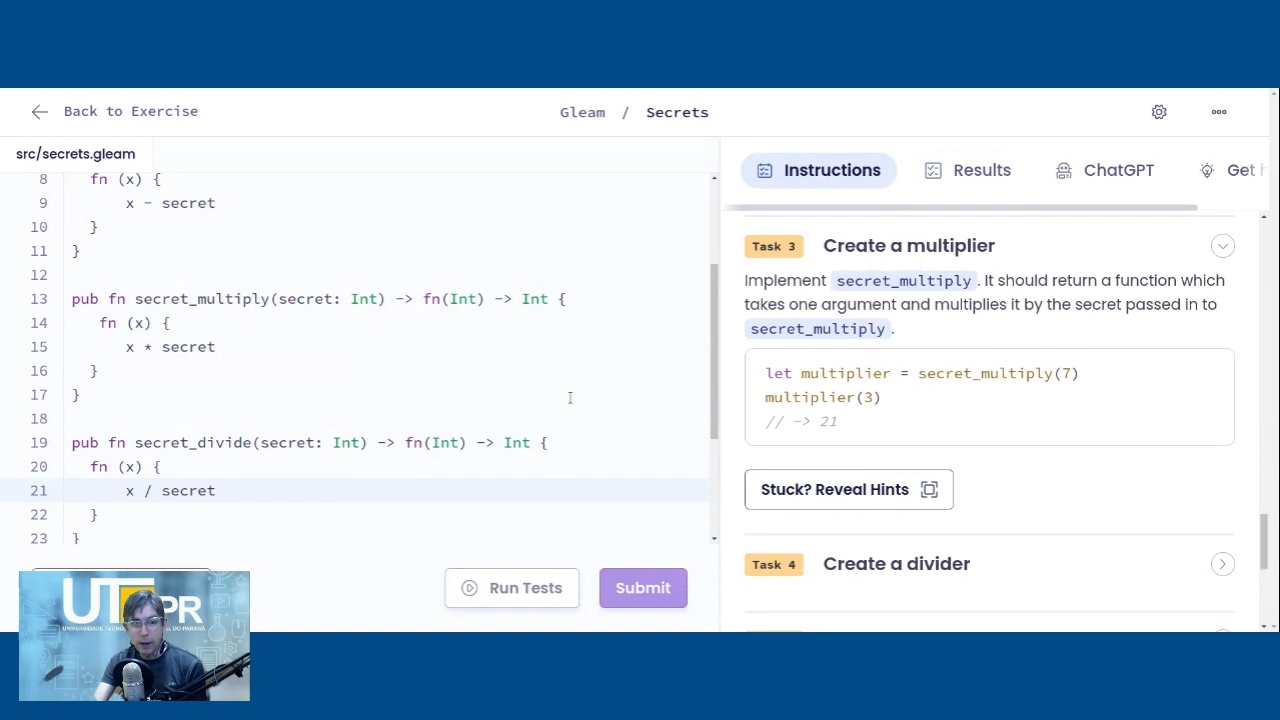 Back to Exercise
Gleam / Secrets
src/secrets.gleam
8 fn (x) {
9 x - secret
10 }
11 }
12
13 pub fn secret_multiply(secret: Int) -> fn(Int) -> Int {
14 fn (x) {
15 x * secret
16 }
17 }
18
19 pub fn secret_divide(secret: Int) -> fn(Int) -> Int {
20 fn (x) {
21 x / secret
22 }
23 }
Run Tests
Submit
Instructions
Results
ChatGPT
Get
Task 3 Create a multiplier
Implement secret_multiply. It should return a function which
takes one argument and multiplies it by the secret passed in to
secret_multiply.
let multiplier = secret_multiply(7)
multiplier(3)
// -> 21
Stuck? Reveal Hints
Task 4 Create a divider